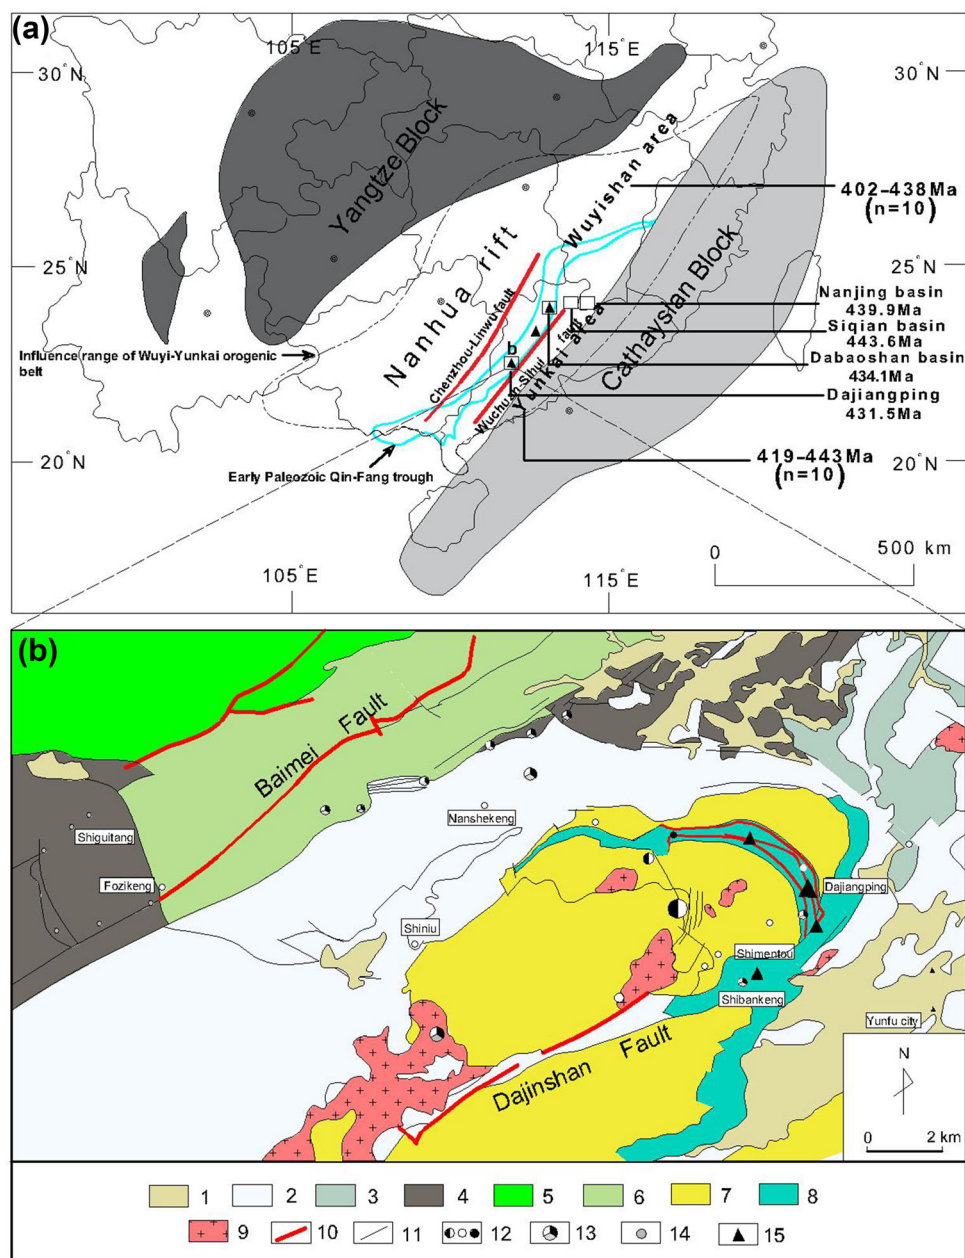 (a)
105°E
115°E
30°N
30°N
Yangtze Block
Wuyishan area
402–438Ma
(n=10)
25°N
25°N
Nanhua rift
Cathaysian Block
Nanjing basin
439.9Ma
Chenzhou-Linwu fault
Siqian basin
443.6Ma
Influence range of Wuyi-Yunkai orogenic
belt
b
Wuchuan-Sihui fault
Yunkai area
Dabaoshan basin
434.1Ma
Dajiangping
431.5Ma
20°N
20°N
Early Paleozoic Qin-Fang trough
419–443Ma
(n=10)
0 500 km
105°E
115°E
(b)
Baimei Fault
Shiguitang
Nanshekeng
Fozikeng
Dajiangping
Shiniu
Shimentou
Shibankeng
Yunfu city
Dajinshan Fault
N
0 2 km
1 2 3 4 5 6 7 8
9 10 11 12 13 14 15